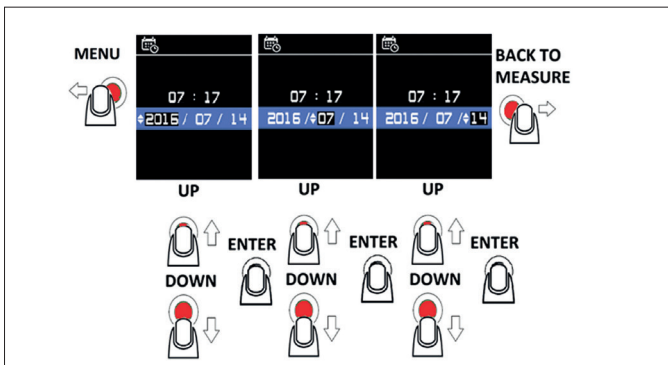 MENU
07 : 17
2016 / 07 / 14
07 : 17
2016 / 07 / 14
07 : 17
2016 / 07 / 14
BACK TO
MEASURE
UP
UP
UP
ENTER
ENTER
ENTER
DOWN
DOWN
DOWN